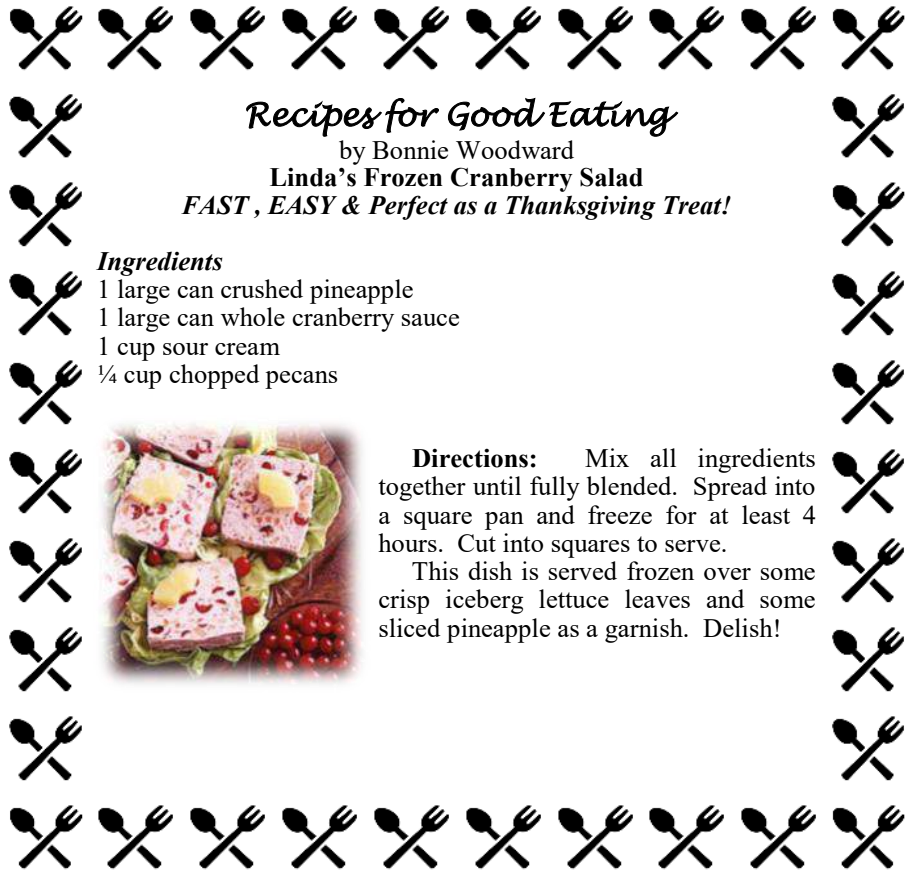 Recipes for Good Eating
by Bonnie Woodward
Linda's Frozen Cranberry Salad
FAST , EASY & Perfect as a Thanksgiving Treat!
Ingredients
1 large can crushed pineapple
1 large can whole cranberry sauce
1 cup sour cream
¼ cup chopped pecans
Directions: Mix all ingredients
together until fully blended. Spread into
a square pan and freeze for at least 4
hours. Cut into squares to serve.
This dish is served frozen over some
crisp iceberg lettuce leaves and some
sliced pineapple as a garnish. Delish!